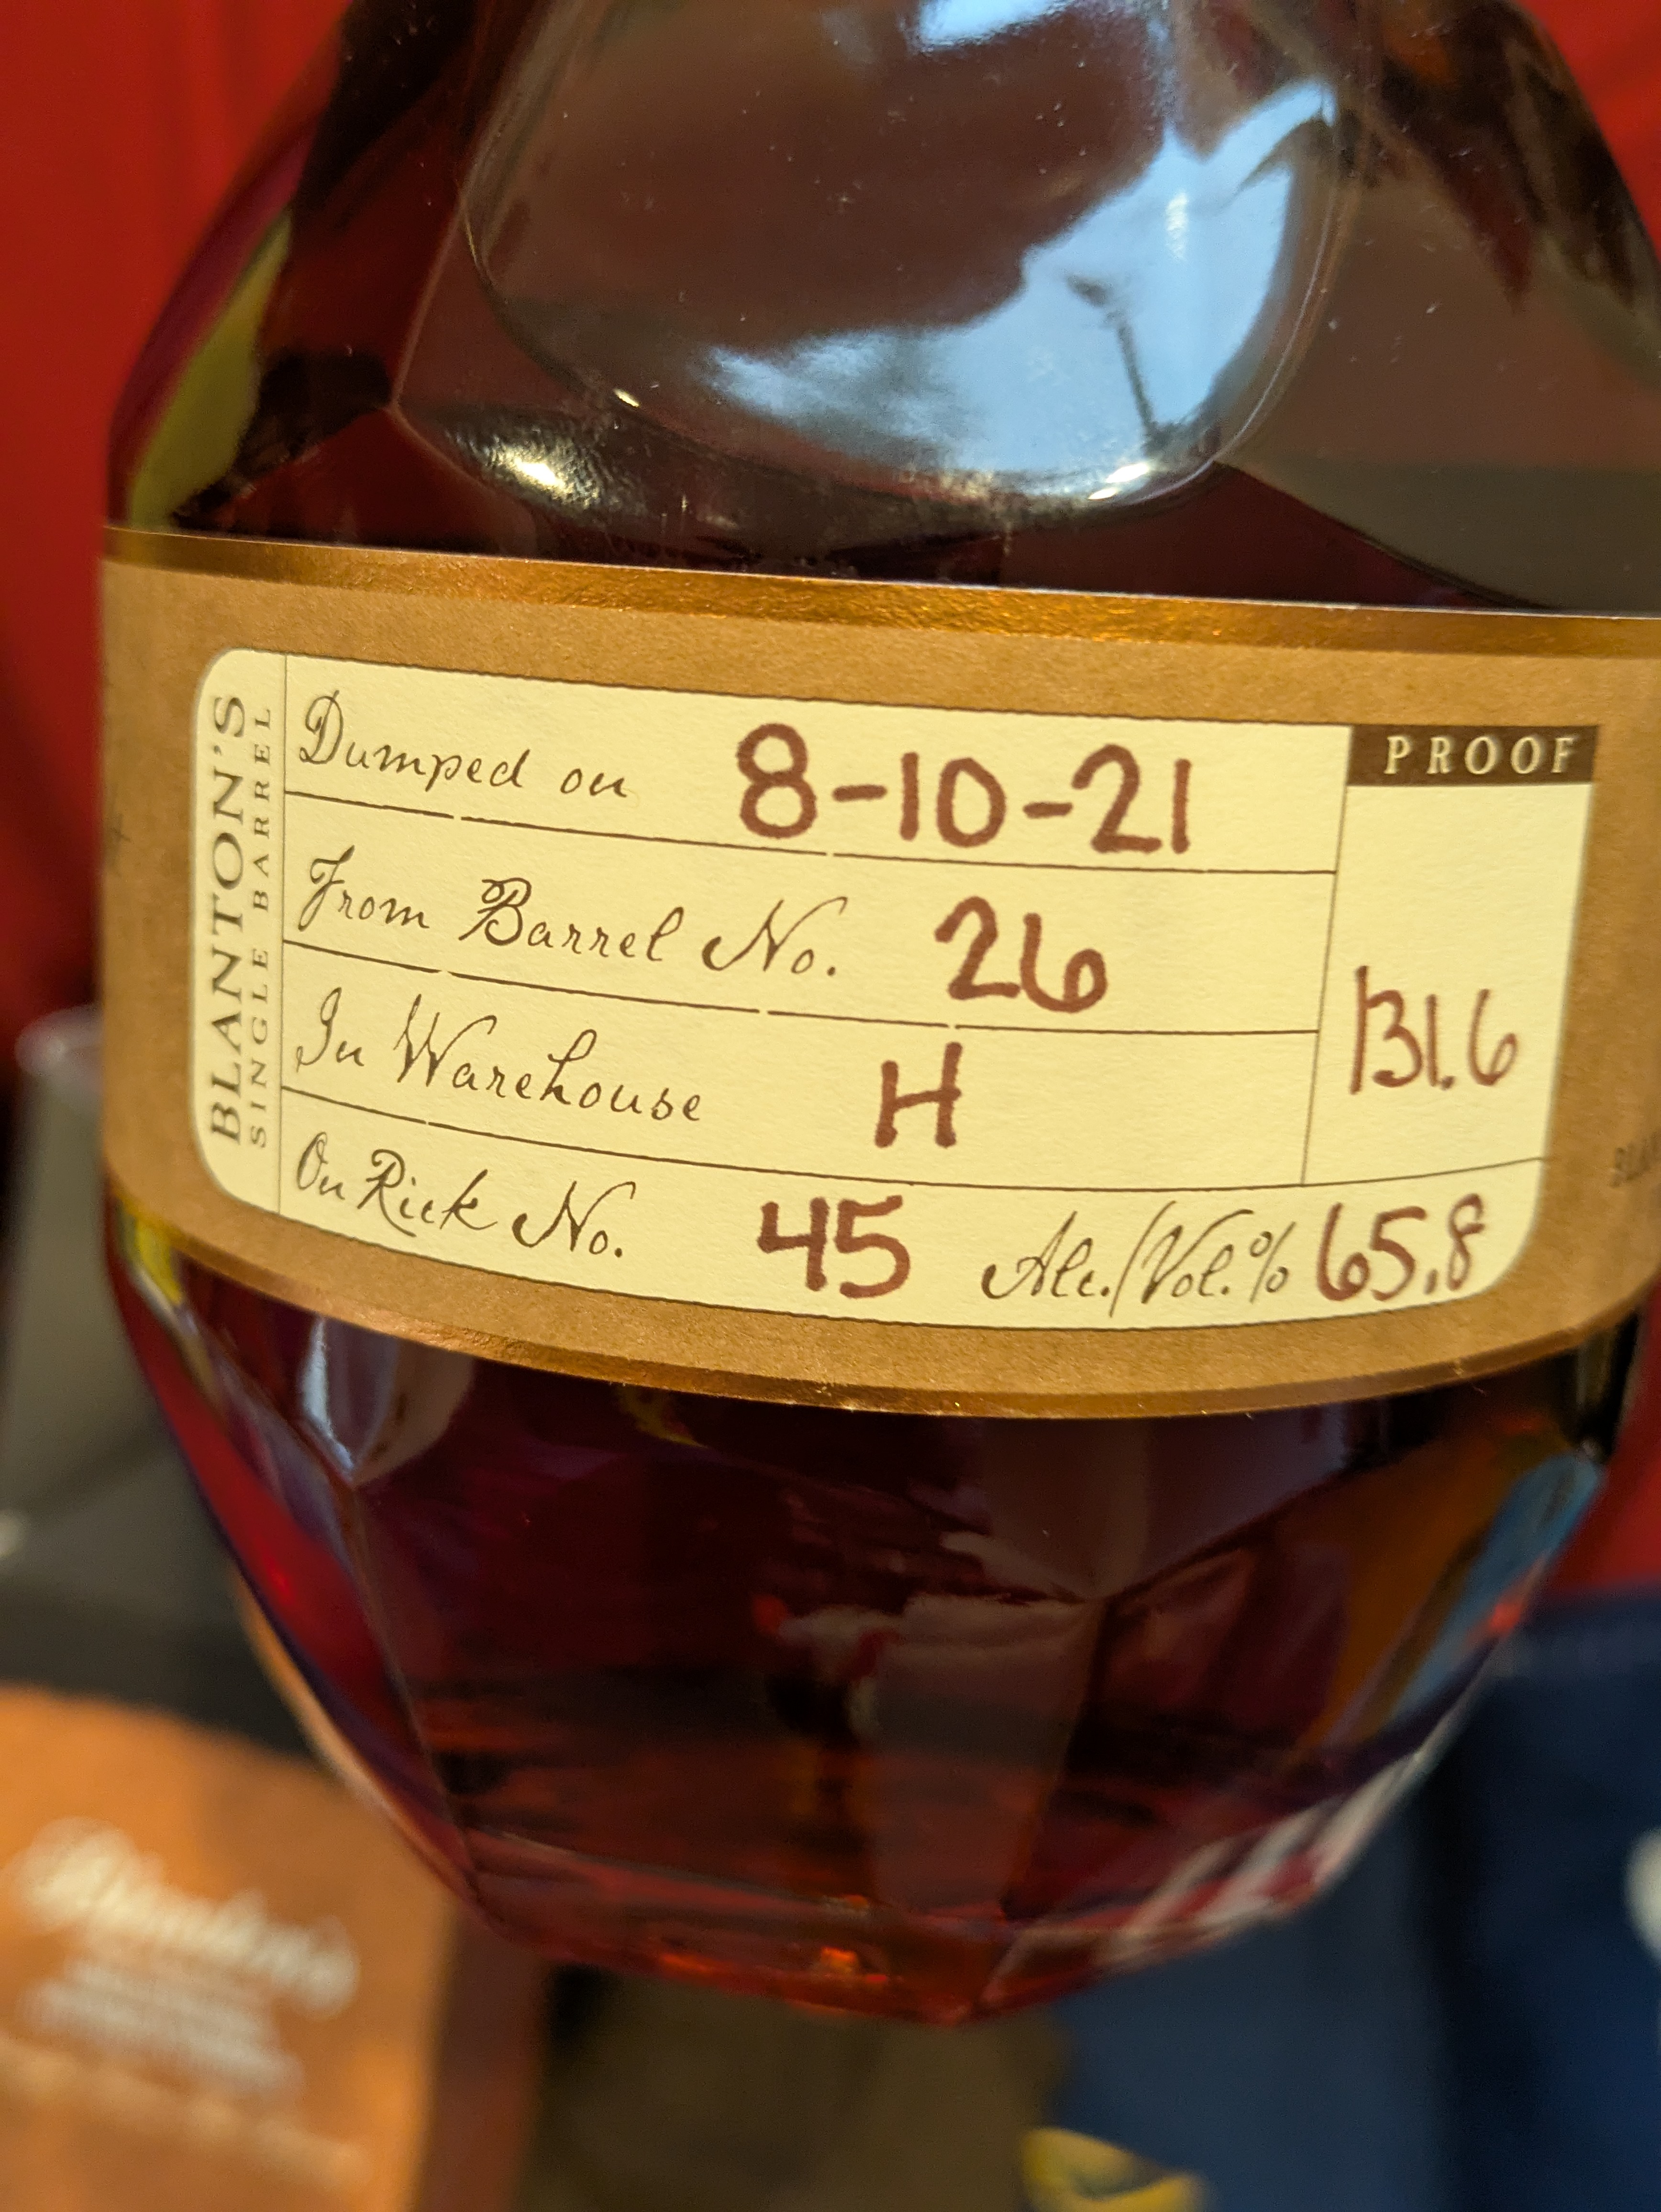 BLANTON'S
SINGLE BARREL
Dumped on 8-10-21
From Barrel No. 26
In Warehouse H
On Rick No. 45 Alc./Vol.% 65.8
PROOF
131.6
Blanton's